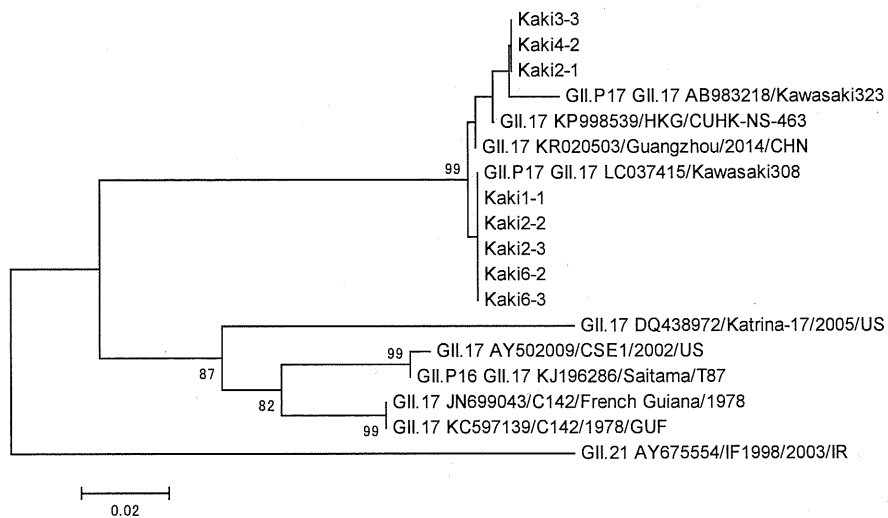 Kaki3-3
Kaki4-2
Kaki2-1
GII.P17 GII.17 AB983218/Kawasaki323
GII.17 KP998539/HKG/CUHK-NS-463
GII.17 KR020503/Guangzhou/2014/CHN
99
GII.P17 GII.17 LC037415/Kawasaki308
Kaki1-1
Kaki2-2
Kaki2-3
Kaki6-2
Kaki6-3
GII.17 DQ438972/Katrina-17/2005/US
99
GII.17 AY502009/CSE1/2002/US
87
GII.P16 GII.17 KJ196286/Saitama/T87
GII.17 JN699043/C142/French Guiana/1978
82
99
GII.17 KC597139/C142/1978/GUF
GII.21 AY675554/IF1998/2003/IR
0.02